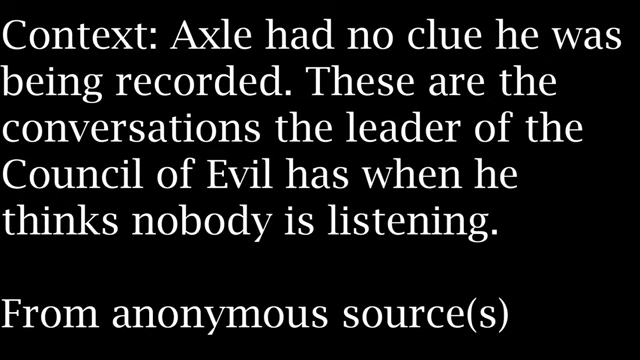 Context: Axle had no clue he was
being recorded. These are the
conversations the leader of the
Council of Evil has when he
thinks nobody is listening.
From anonymous source(s)